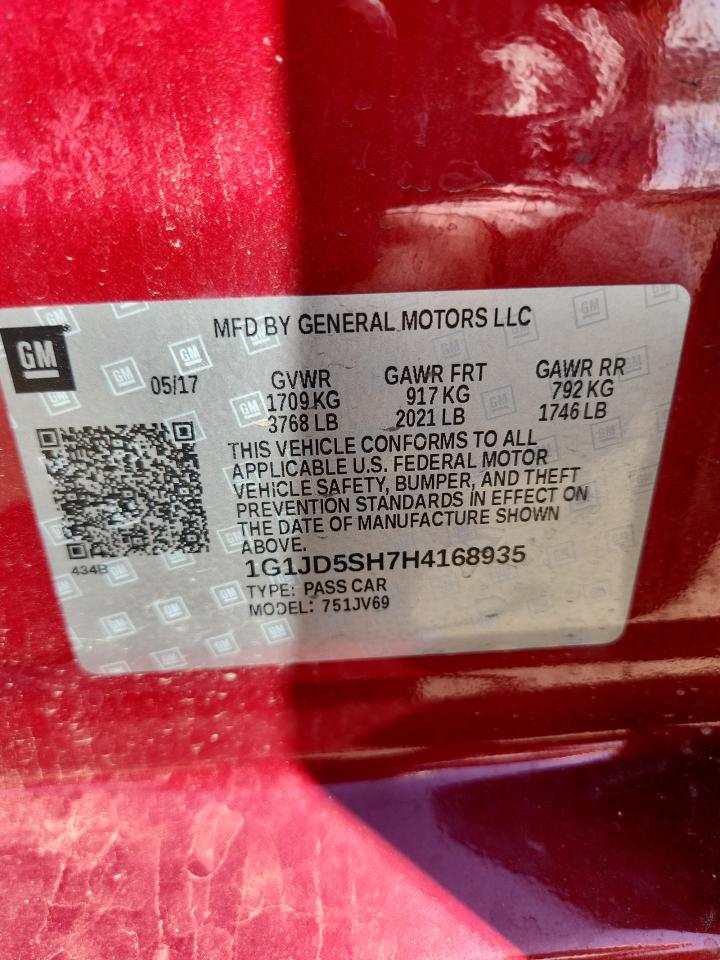 MFD BY GENERAL MOTORS LLC
GM
05/17
GVWR GAWR FRT GAWR RR
1709 KG 917 KG 792 KG
3768 LB 2021 LB 1746 LB
THIS VEHICLE CONFORMS TO ALL
APPLICABLE U.S. FEDERAL MOTOR
VEHICLE SAFETY, BUMPER, AND THEFT
PREVENTION STANDARDS IN EFFECT ON
THE DATE OF MANUFACTURE SHOWN
ABOVE.
434B
1G1JD5SH7H4168935
TYPE: PASS CAR
MODEL: 751JV69